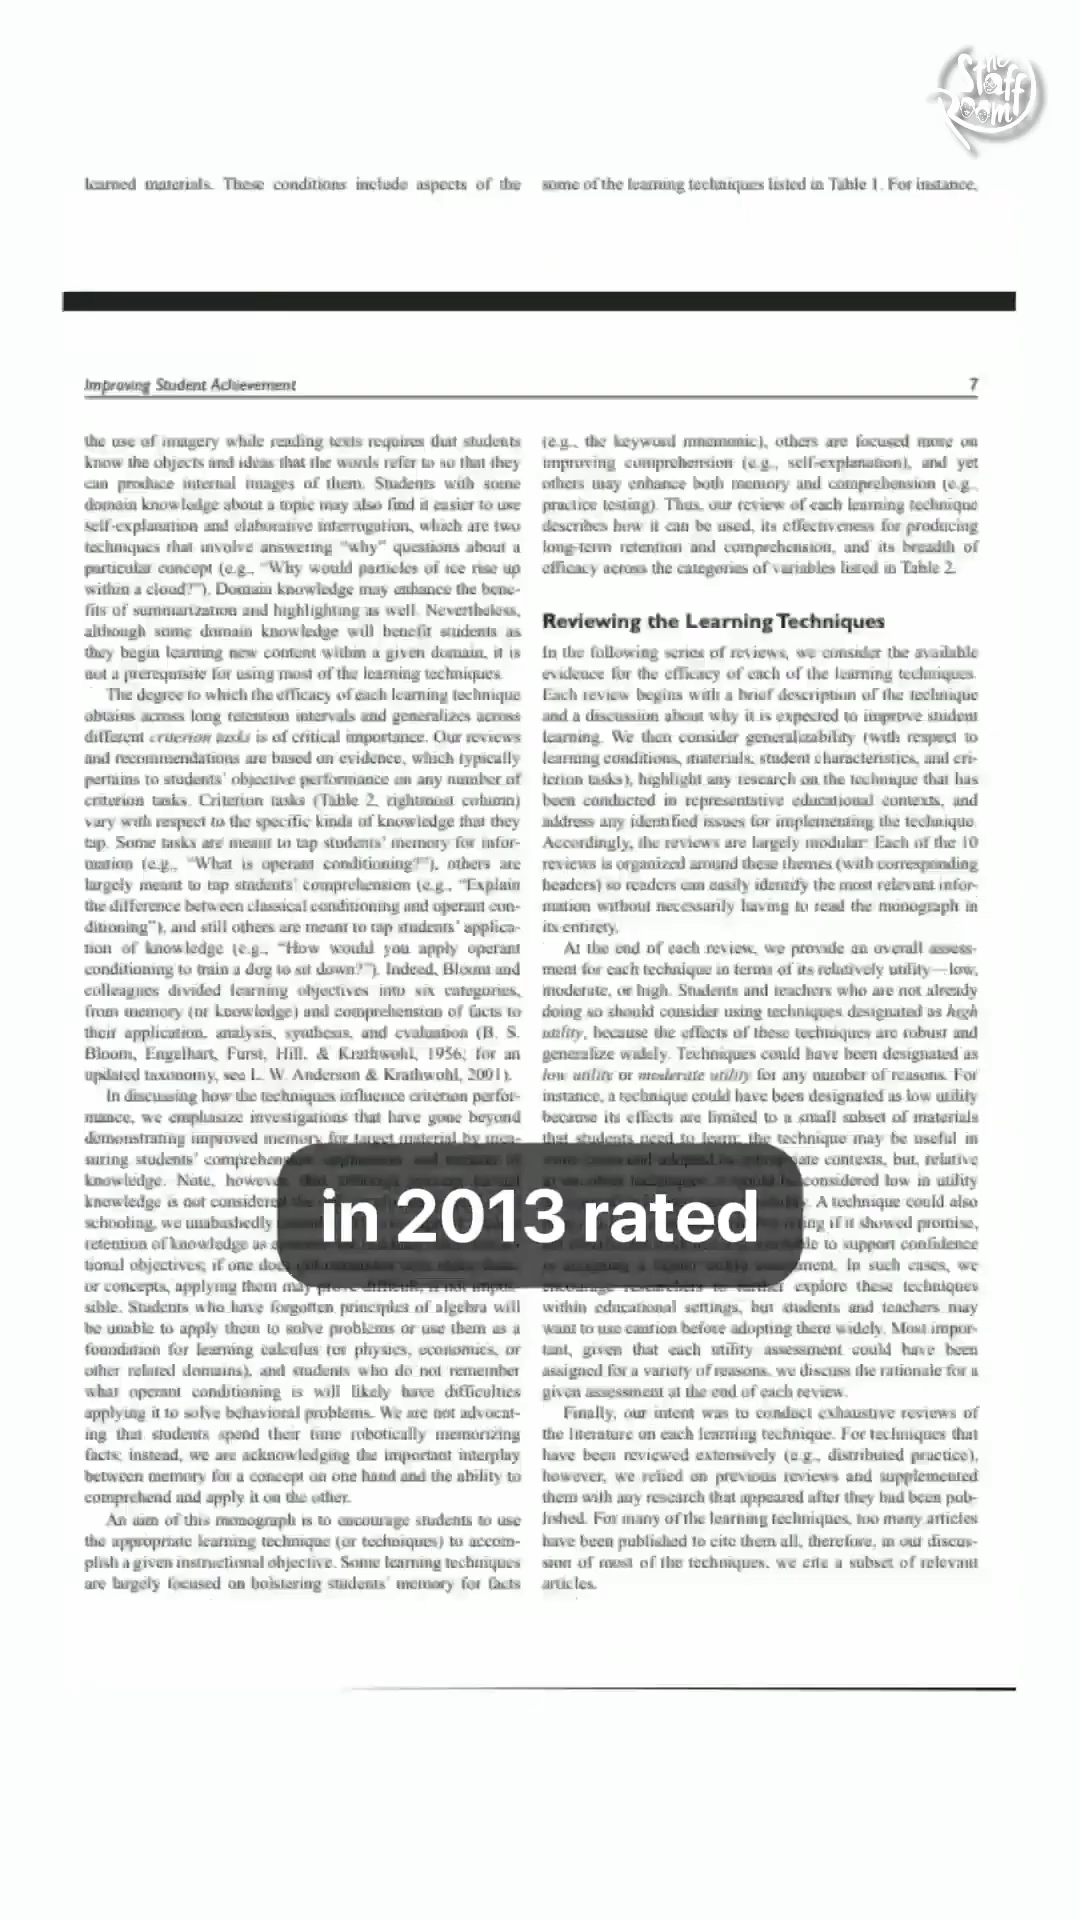 The
Staff
Room
learned materials. These conditions include aspects of the
some of the learning techniques listed in Table 1. For instance,
Improving Student Achievement
7
the use of imagery while reading texts requires that students
know the objects and ideas that the words refer to so that they
can produce internal images of them. Students with some
domain knowledge about a topic may also find it easier to use
self-explanation and elaborative interrogation, which are two
techniques that involve answering “why” questions about a
particular concept (e.g., “Why would particles of ice rise up
within a cloud?”). Domain knowledge may enhance the bene-
fits of summarization and highlighting as well. Nevertheless,
although some domain knowledge will benefit students as
they begin learning new content within a given domain, it is
not a prerequisite for using most of the learning techniques.
The degree to which the efficacy of each learning technique
obtains across long retention intervals and generalizes across
different criterion tasks is of critical importance. Our reviews
and recommendations are based on evidence, which typically
pertains to students’ objective performance on any number of
criterion tasks. Criterion tasks (Table 2, rightmost column)
vary with respect to the specific kinds of knowledge that they
tap. Some tasks are meant to tap students’ memory for infor-
mation (e.g., “What is operant conditioning?”), others are
largely meant to tap students’ comprehension (e.g., “Explain
the difference between classical conditioning and operant con-
ditioning”), and still others are meant to tap students’ applica-
tion of knowledge (e.g., “How would you apply operant
conditioning to train a dog to sit down?”). Indeed, Bloom and
colleagues divided learning objectives into six categories,
from memory (or knowledge) and comprehension of facts to
their application, analysis, synthesis, and evaluation (B. S.
Bloom, Engelhart, Furst, Hill, & Krathwohl, 1956; for an
updated taxonomy, see L. W. Anderson & Krathwohl, 2001).
In discussing how the techniques influence criterion perfor-
mance, we emphasize investigations that have gone beyond
demonstrating improved memory for target material by mea-
suring students’
knowledge. Note,
knowledge is not
schooling, we unabashedly
retention of knowledge as
tional objectives; if one
or concepts, applying them may
sible. Students who have forgotten principles of algebra will
be unable to apply them to solve problems or use them as a
foundation for learning calculus (or physics, economics, or
other related domains), and students who do not remember
what operant conditioning is will likely have difficulties
applying it to solve behavioral problems. We are not advocat-
ing that students spend their time robotically memorizing
facts; instead, we are acknowledging the important interplay
between memory for a concept on one hand and the ability to
comprehend and apply it on the other.
An aim of this monograph is to encourage students to use
the appropriate learning technique (or techniques) to accom-
plish a given instructional objective. Some learning techniques
are largely focused on bolstering students’ memory for facts
(e.g., the keyword mnemonic), others are focused more on
improving comprehension (e.g., self-explanation), and yet
others may enhance both memory and comprehension (e.g.,
practice testing). Thus, our review of each learning technique
describes how it can be used, its effectiveness for producing
long-term retention and comprehension, and its breadth of
efficacy across the categories of variables listed in Table 2.
Reviewing the Learning Techniques
In the following series of reviews, we consider the available
evidence for the efficacy of each of the learning techniques.
Each review begins with a brief description of the technique
and a discussion about why it is expected to improve student
learning. We then consider generalizability (with respect to
learning conditions, materials, student characteristics, and cri-
terion tasks), highlight any research on the technique that has
been conducted in representative educational contexts, and
address any identified issues for implementing the technique.
Accordingly, the reviews are largely modular: Each of the 10
reviews is organized around these themes (with corresponding
headers) so readers can easily identify the most relevant infor-
mation without necessarily having to read the monograph in
its entirety.
At the end of each review, we provide an overall assess-
ment for each technique in terms of its relatively utility—low,
moderate, or high. Students and teachers who are not already
doing so should consider using techniques designated as high
utility, because the effects of these techniques are robust and
generalize widely. Techniques could have been designated as
low utility or moderate utility for any number of reasons. For
instance, a technique could have been designated as low utility
because its effects are limited to a small subset of materials
that students need to learn; the technique may be useful in
contexts, but, relative
considered low in utility
A technique could also
if it showed promise,
to support confidence
In such cases, we
encourage researchers to further explore these techniques
within educational settings, but students and teachers may
want to use caution before adopting them widely. Most impor-
tant, given that each utility assessment could have been
assigned for a variety of reasons, we discuss the rationale for a
given assessment at the end of each review.
Finally, our intent was to conduct exhaustive reviews of
the literature on each learning technique. For techniques that
have been reviewed extensively (e.g., distributed practice),
however, we relied on previous reviews and supplemented
them with any research that appeared after they had been pub-
lished. For many of the learning techniques, too many articles
have been published to cite them all, therefore, in our discus-
sion of most of the techniques, we cite a subset of relevant
articles.
in 2013 rated